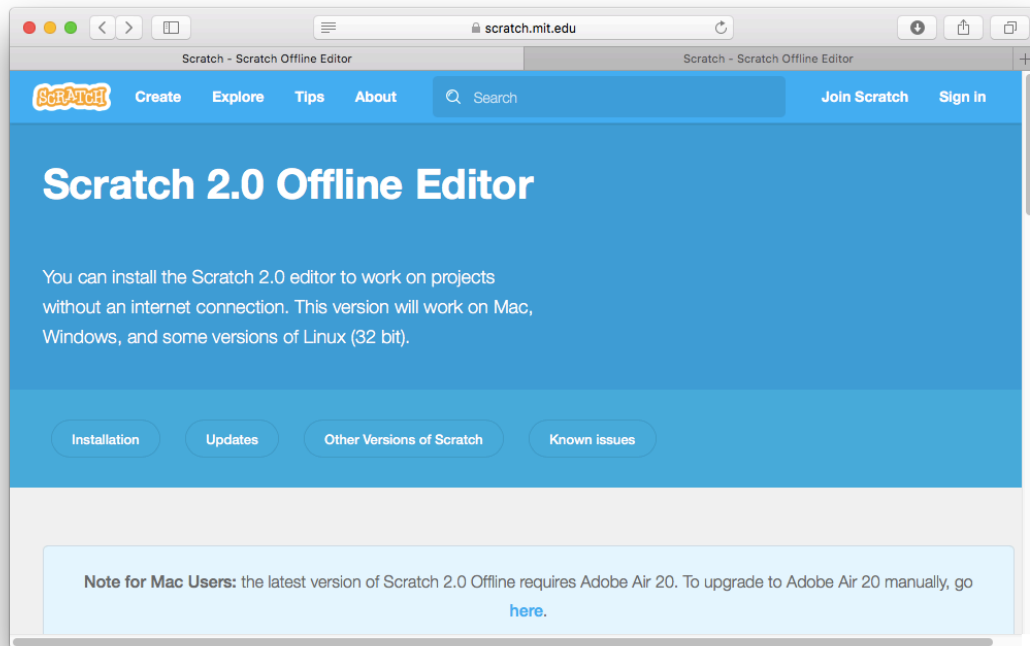 scratch.mit.edu
Scratch - Scratch Offline Editor
Scratch - Scratch Offline Editor
SCRATCH Create Explore Tips About Search Join Scratch Sign in
Scratch 2.0 Offline Editor
You can install the Scratch 2.0 editor to work on projects
without an internet connection. This version will work on Mac,
Windows, and some versions of Linux (32 bit).
Installation Updates Other Versions of Scratch Known issues
Note for Mac Users: the latest version of Scratch 2.0 Offline requires Adobe Air 20. To upgrade to Adobe Air 20 manually, go
here.